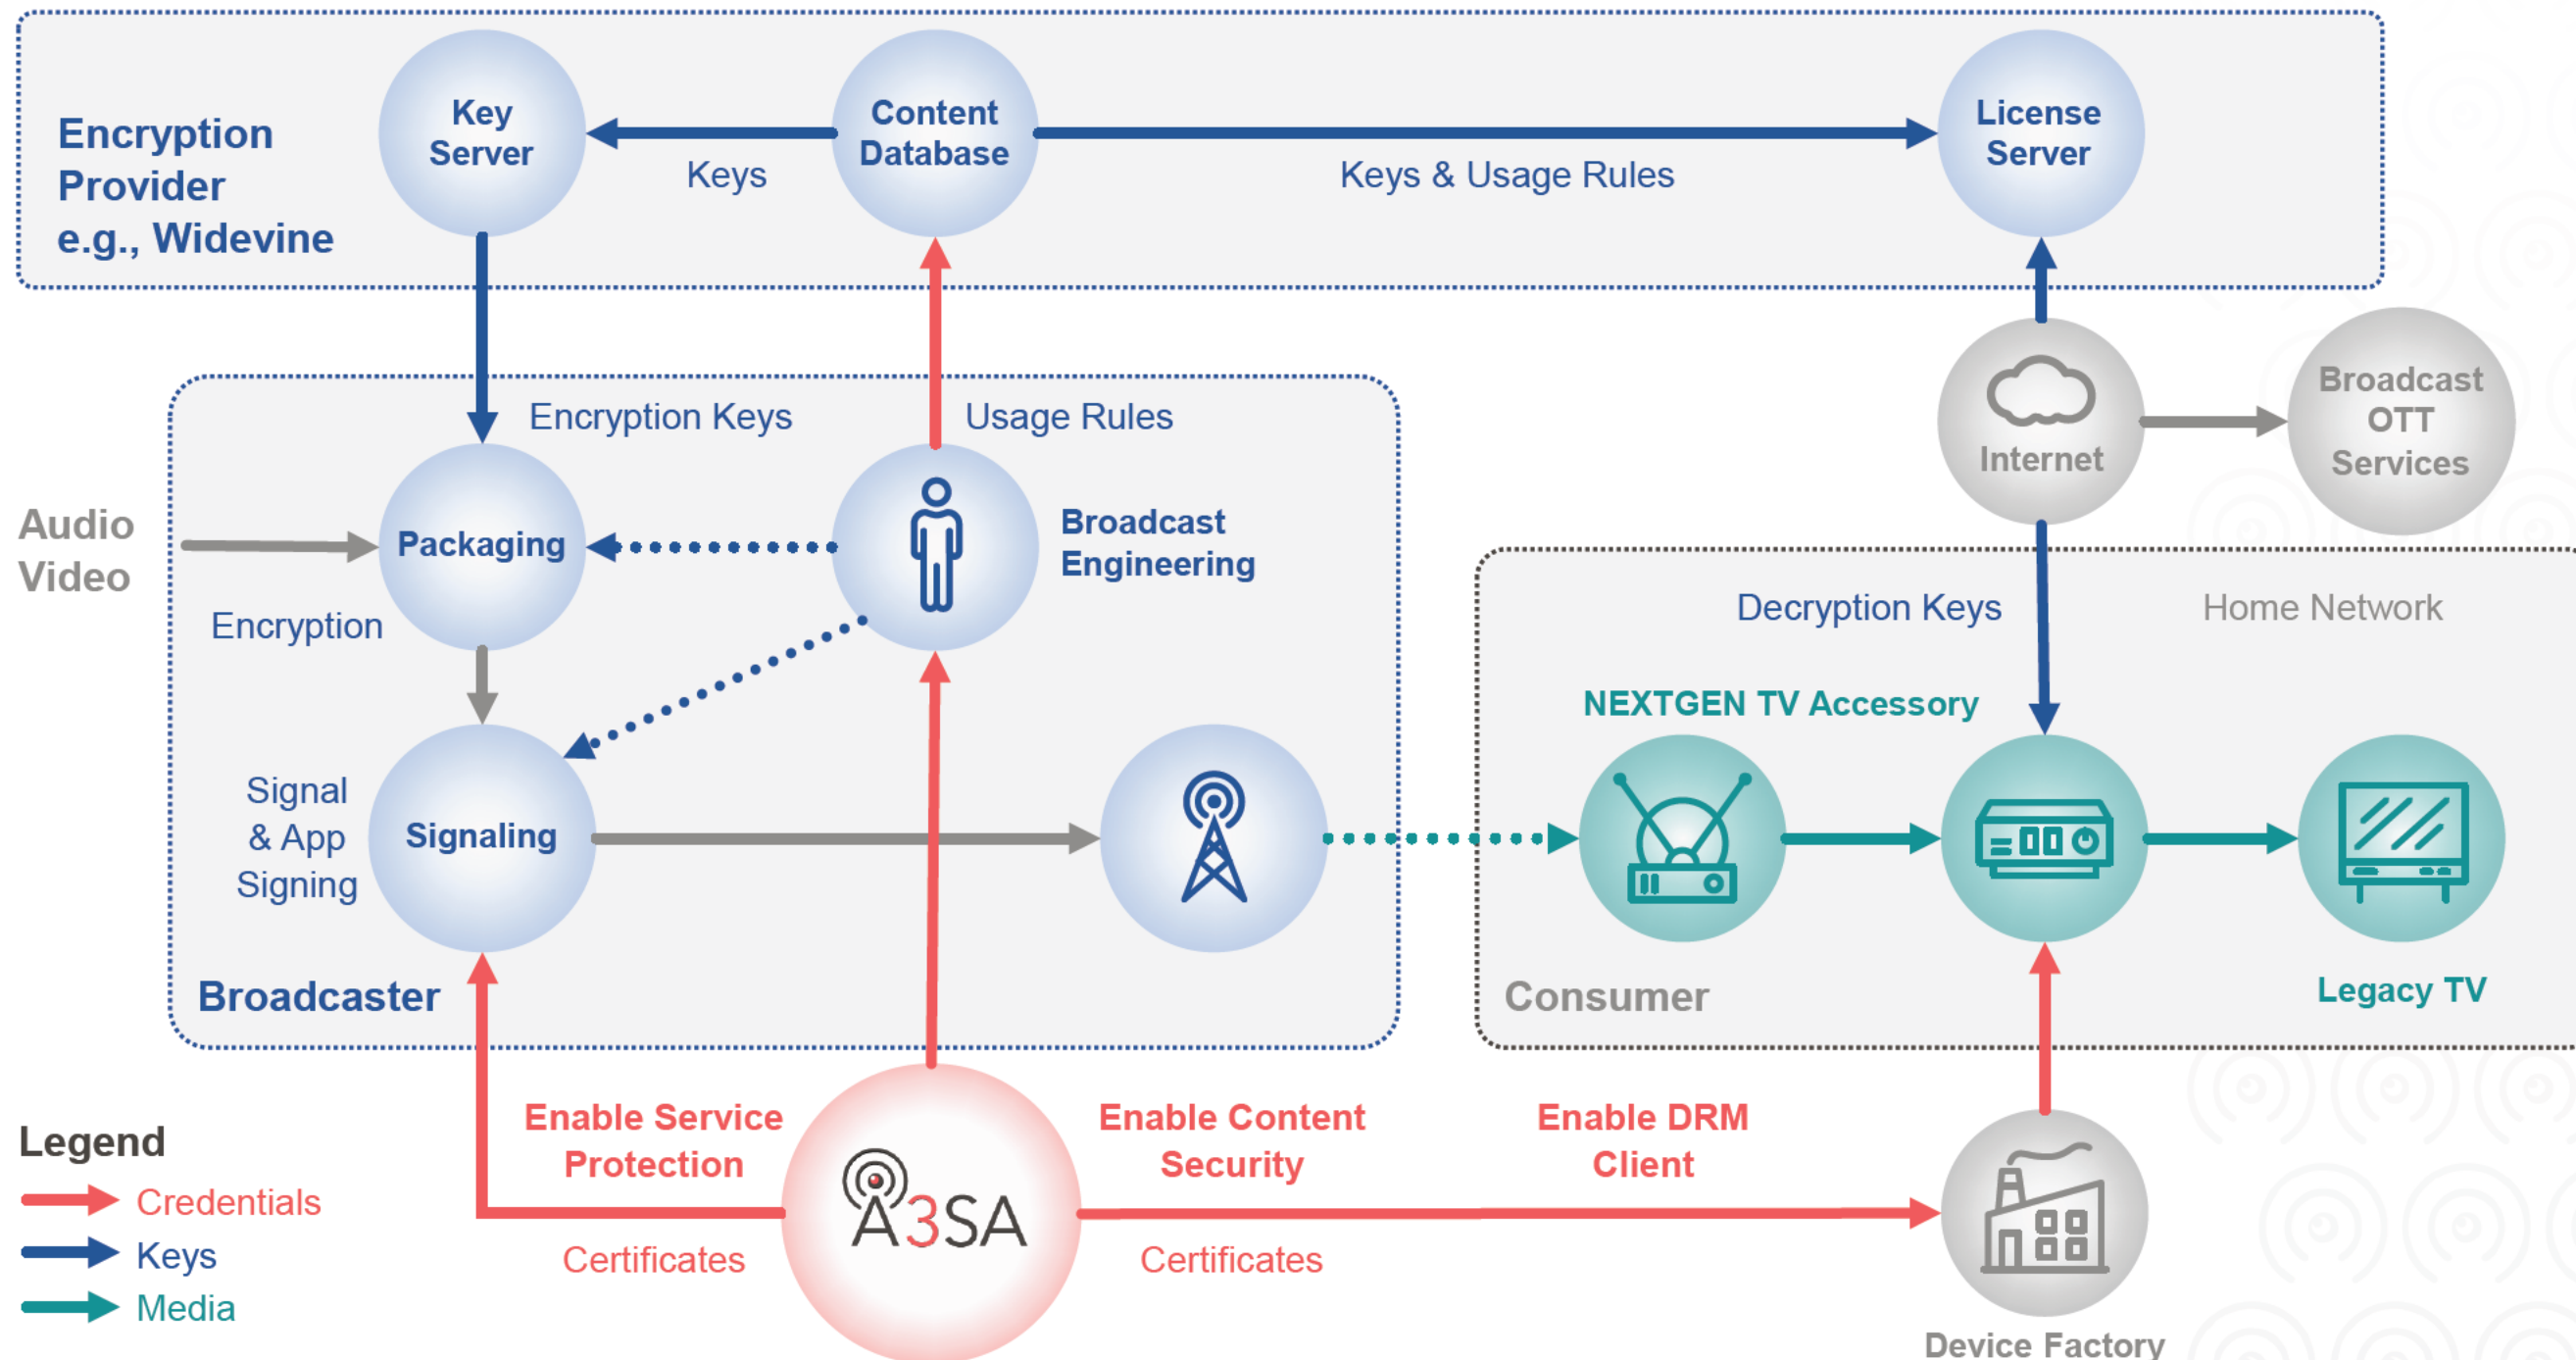 Encryption
Provider
e.g., Widevine
Key
Server
Keys
Content
Database
Keys & Usage Rules
License
Server
Encryption Keys
Usage Rules
Internet
Broadcast
OTT
Services
Audio
Video
Packaging
Broadcast
Engineering
Encryption
Decryption Keys
Home Network
NEXTGEN TV Accessory
Signal
& App
Signing
Signaling
Broadcaster
Consumer
Legacy TV
Enable Service
Protection
Certificates
A3SA
Enable Content
Security
Certificates
Enable DRM
Client
Device Factory
Legend
Credentials
Keys
Media